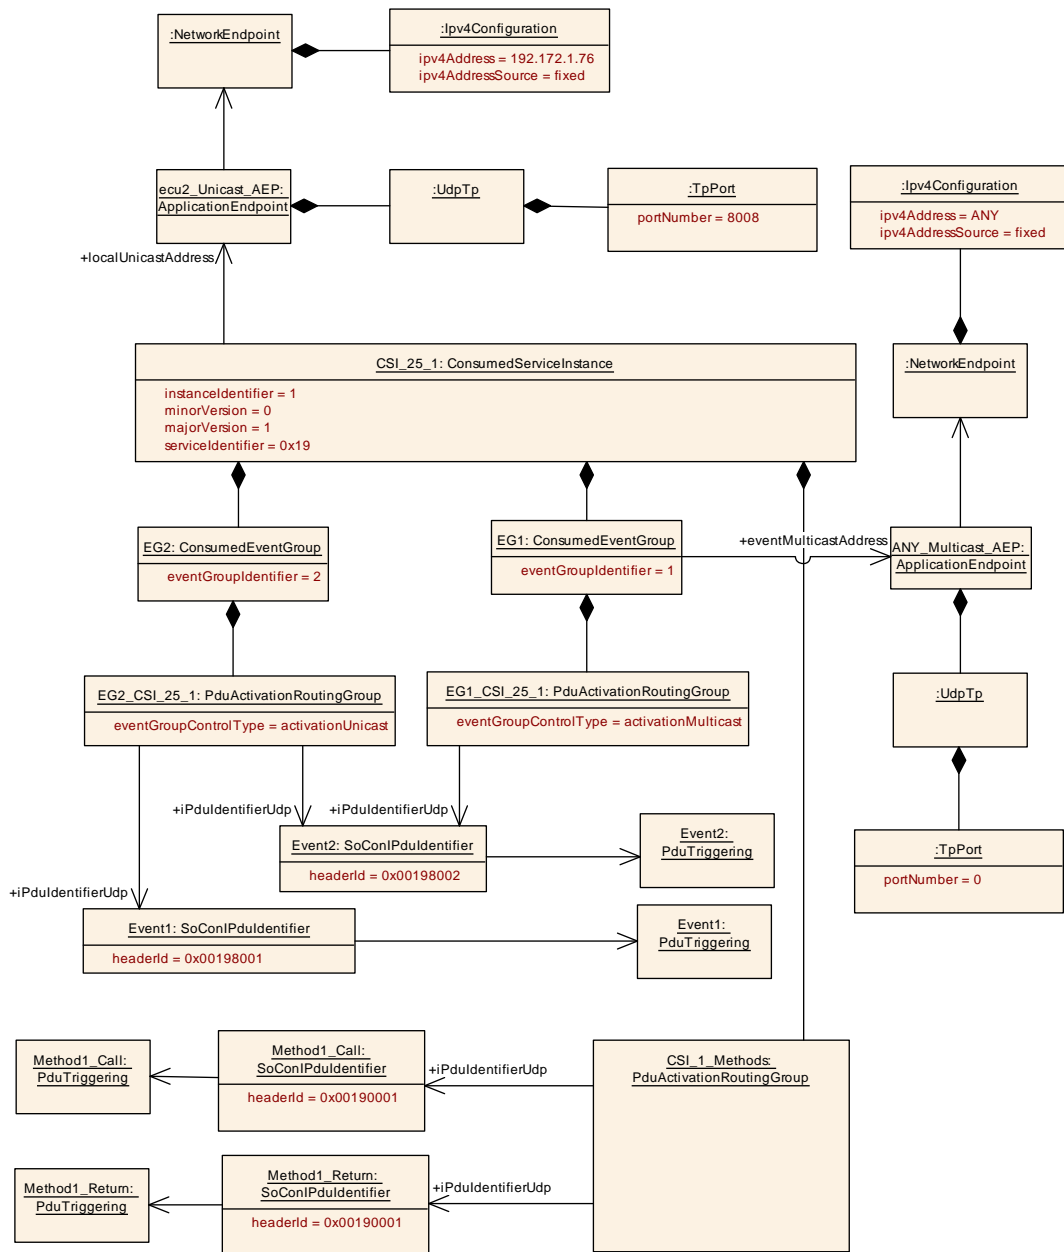 :NetworkEndpoint
:Ipv4Configuration
ipv4Address = 192.172.1.76
ipv4AddressSource = fixed
ecu2_Unicast_AEP:
ApplicationEndpoint
:UdpTp
:TpPort
portNumber = 8008
:Ipv4Configuration
ipv4Address = ANY
ipv4AddressSource = fixed
+localUnicastAddress
CSI_25_1: ConsumedServiceInstance
instanceIdentifier = 1
minorVersion = 0
majorVersion = 1
serviceIdentifier = 0x19
:NetworkEndpoint
EG2: ConsumedEventGroup
eventGroupIdentifier = 2
EG1: ConsumedEventGroup
eventGroupIdentifier = 1
+eventMulticastAddress
ANY_Multicast_AEP:
ApplicationEndpoint
EG2_CSI_25_1: PduActivationRoutingGroup
eventGroupControlType = activationUnicast
EG1_CSI_25_1: PduActivationRoutingGroup
eventGroupControlType = activationMulticast
:UdpTp
+iPduIdentifierUdp
+iPduIdentifierUdp
Event2: SoConIPduIdentifier
headerId = 0x00198002
Event2:
PduTriggering
:TpPort
portNumber = 0
+iPduIdentifierUdp
Event1: SoConIPduIdentifier
headerId = 0x00198001
Event1:
PduTriggering
Method1_Call:
PduTriggering
Method1_Call:
SoConIPduIdentifier
headerId = 0x00190001
+iPduIdentifierUdp
CSI_1_Methods:
PduActivationRoutingGroup
Method1_Return:
PduTriggering
Method1_Return:
SoConIPduIdentifier
headerId = 0x00190001
+iPduIdentifierUdp